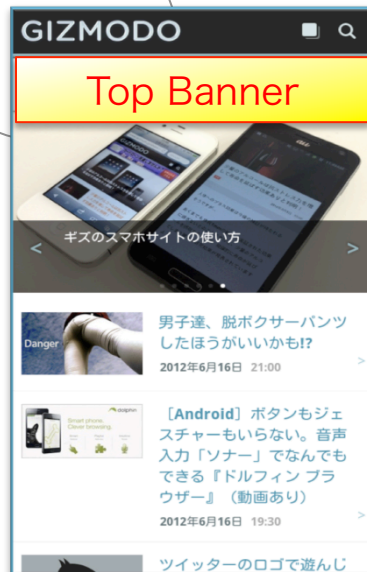 GIZMODO
Top Banner
ギズのスマホサイトの使い方
<
>
Danger
男子達、脱ボクサーパンツ
したほうがいいかも!?
2012年6月16日 21:00
>
dolphin
Smart phone.
Clever browsing.
［Android］ボタンもジェ
スチャーもいらない。音声
入力「ソナー」でなんでも
できる『ドルフィン ブラ
ウザー』（動画あり）
2012年6月16日 19:30
>
ツイッターのロゴで遊んじ